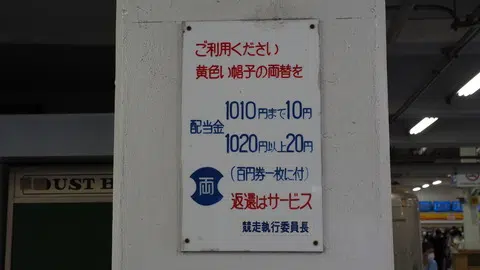 ご利用ください
黄色い帽子の両替を
配当金
1010円まで10円
1020円以上20円
両
(百円券一枚に付)
返還はサービス
競走執行委員長
DUST B